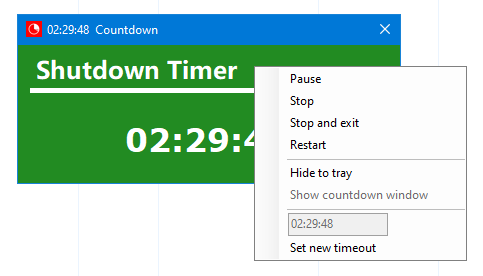 02:29:48 Countdown
Shutdown Timer
02:29:4
Pause
Stop
Stop and exit
Restart
Hide to tray
Show countdown window
02:29:48
Set new timeout